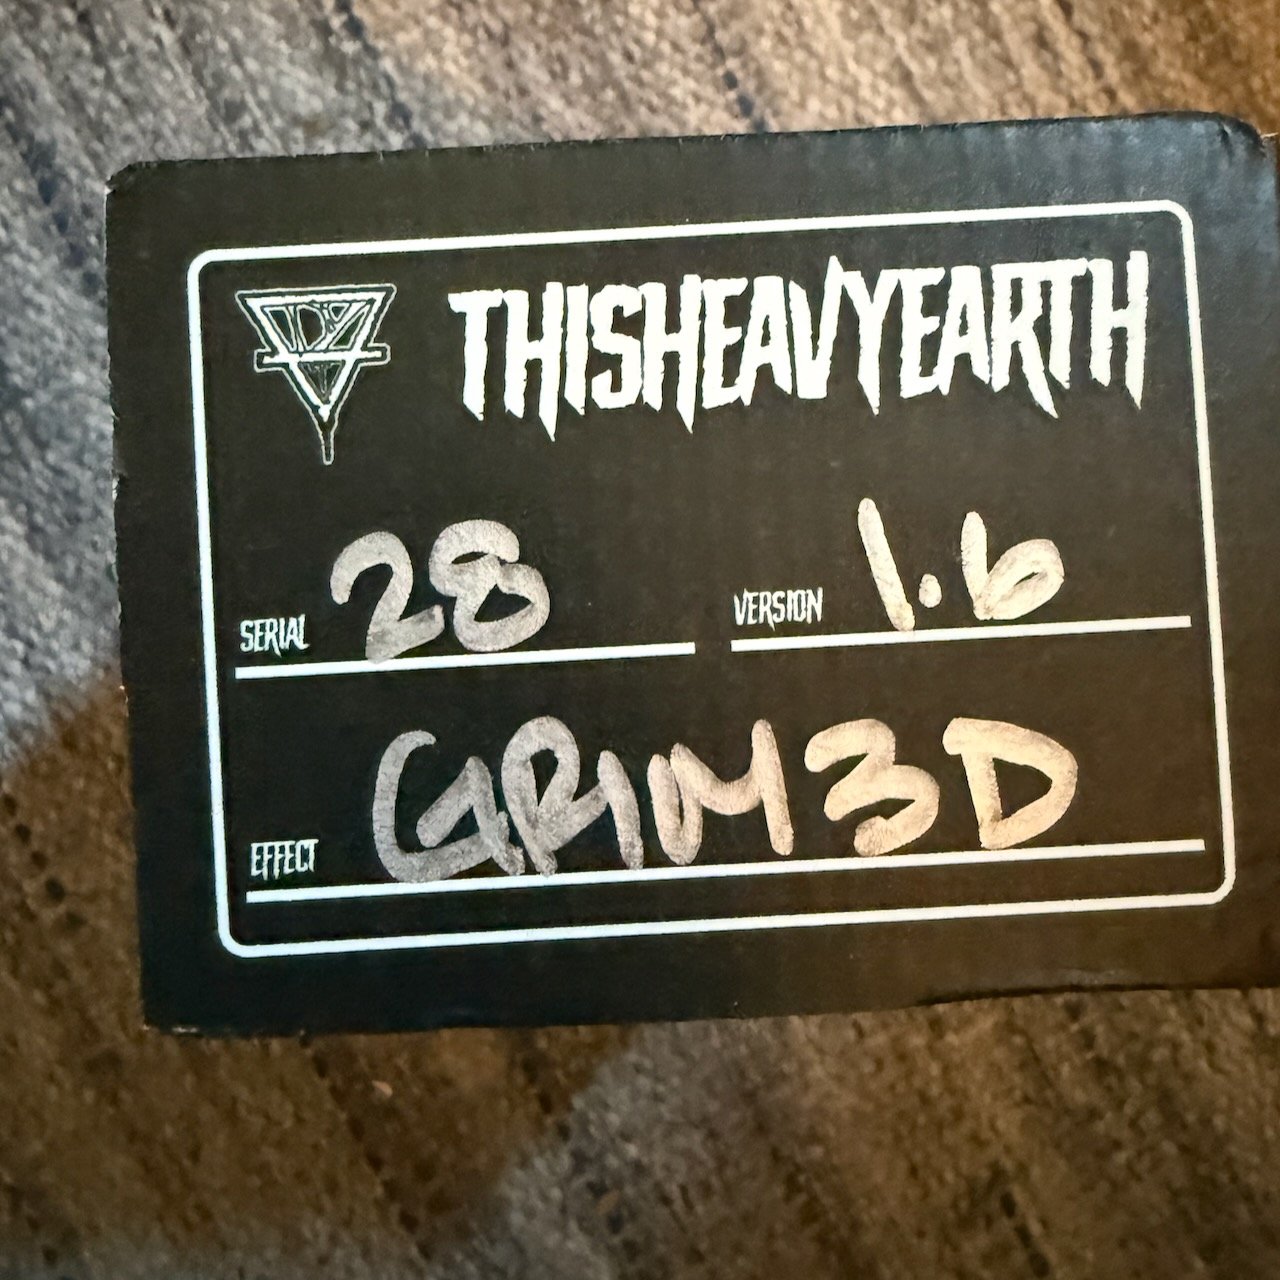 THISHEAVYEARTH
SERIAL 28 VERSION 1.6
EFFECT GRIM3D